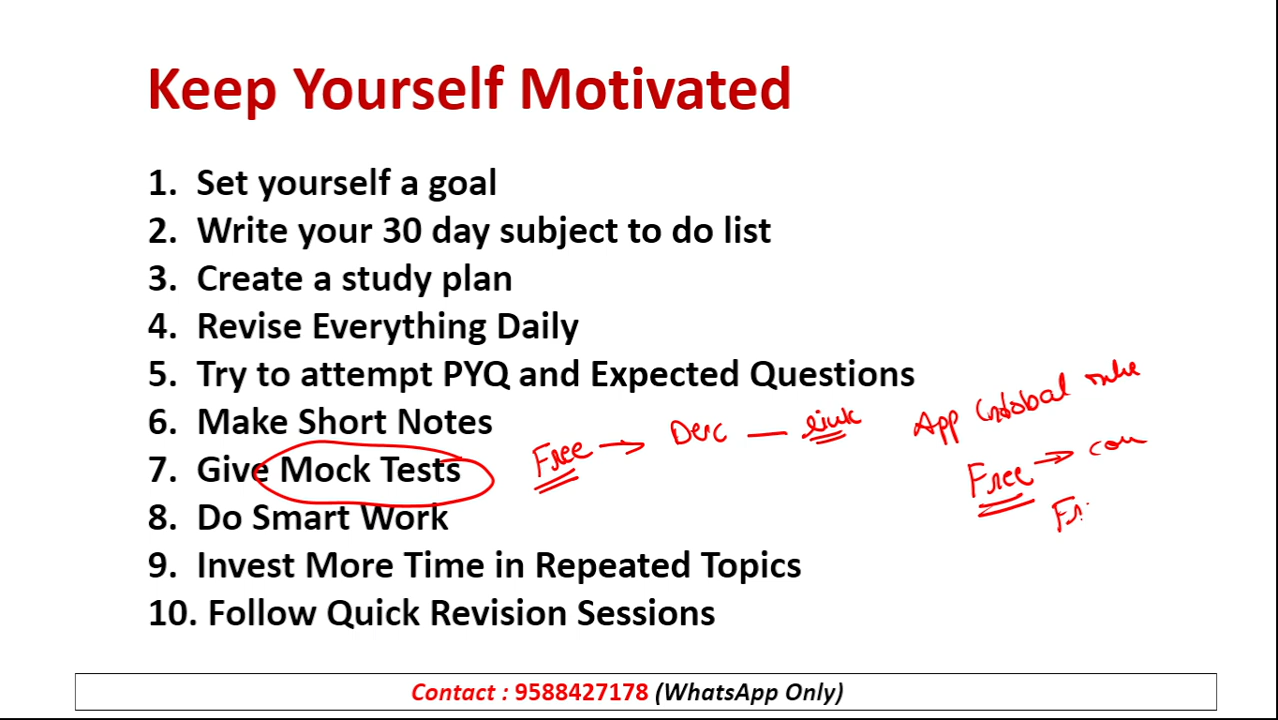 Keep Yourself Motivated
1. Set yourself a goal
2. Write your 30 day subject to do list
3. Create a study plan
4. Revise Everything Daily
5. Try to attempt PYQ and Expected Questions
6. Make Short Notes
7. Give Mock Tests
Free → Desc — link
App Global
Free →
8. Do Smart Work
9. Invest More Time in Repeated Topics
10. Follow Quick Revision Sessions
Contact : 9588427178 (WhatsApp Only)